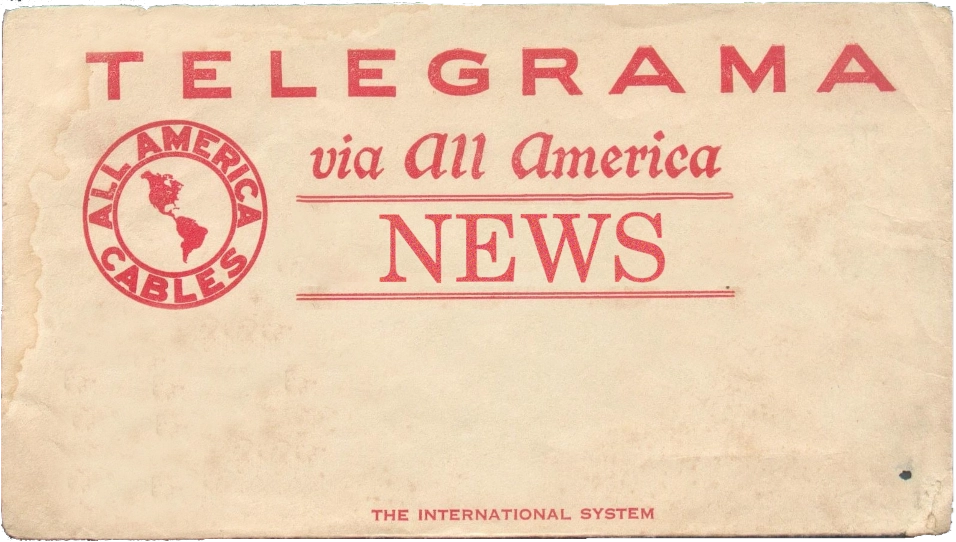 TELEGRAMA
ALL AMERICA
CABLES
via All America
NEWS
THE INTERNATIONAL SYSTEM